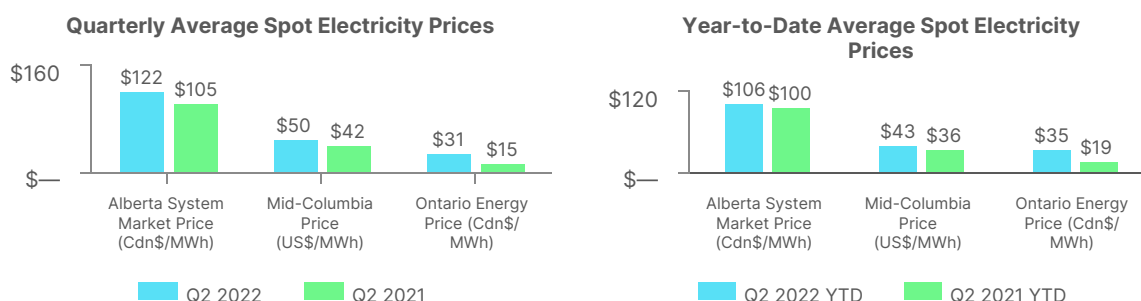 Quarterly Average Spot Electricity Prices
$160
$122
$105
$50
$42
$31
$15
$—
Alberta System
Market Price
(Cdn$/MWh)
Mid-Columbia
Price
(US$/MWh)
Ontario Energy
Price (Cdn$/
MWh)
Q2 2022
Q2 2021
Year-to-Date Average Spot Electricity
Prices
$120
$106
$100
$43
$36
$35
$19
$—
Alberta System
Market Price
(Cdn$/MWh)
Mid-Columbia
Price
(US$/MWh)
Ontario Energy
Price (Cdn$/
MWh)
Q2 2022 YTD
Q2 2021 YTD